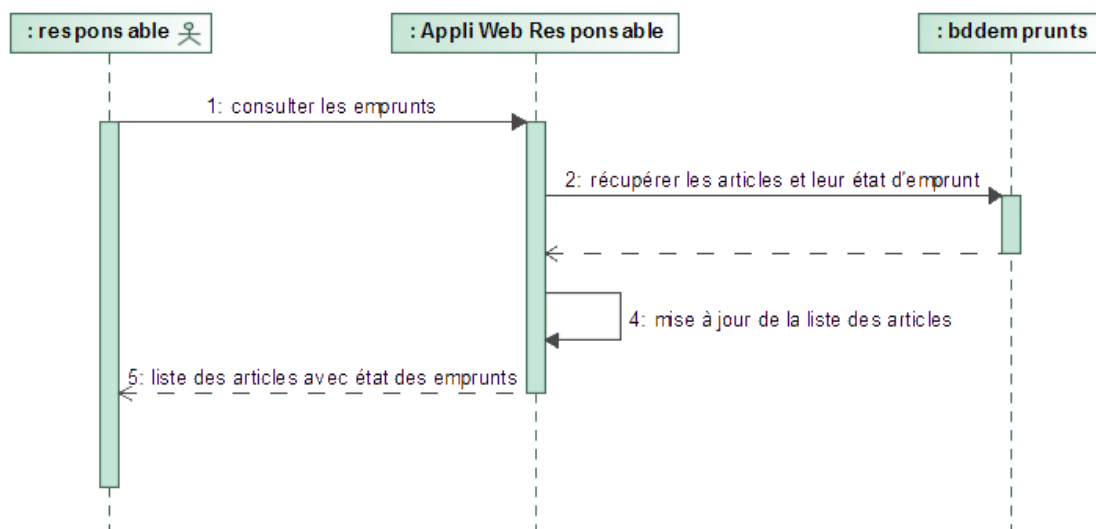 : responsable
: Appli Web Responsable
: bddemprunts
1: consulter les emprunts
2: récupérer les articles et leur état d'emprunt
4: mise à jour de la liste des articles
5: liste des articles avec état des emprunts